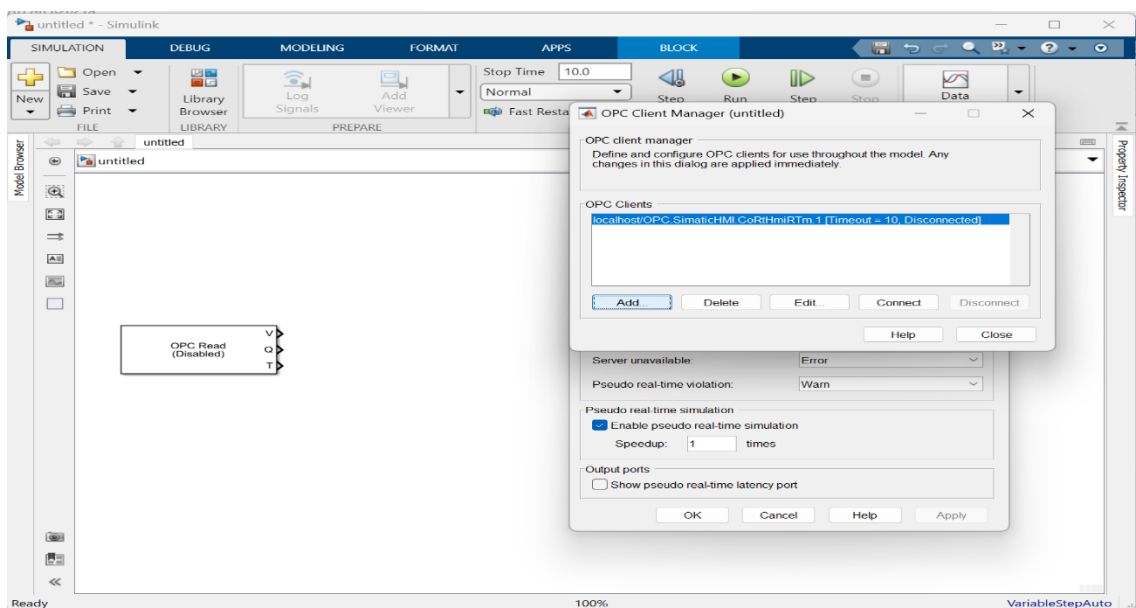 untitled * - Simulink
SIMULATION DEBUG MODELING FORMAT APPS BLOCK
New
Open
Save
Print
FILE
Library Browser
LIBRARY
Log Signals
Add Viewer
PREPARE
Stop Time 10.0
Normal
Fast Resta
Step
Run
Step
Stop
Data
Model Browser
untitled
untitled
Property Inspector
OPC Read
(Disabled)
V
Q
T
OPC Client Manager (untitled)
OPC client manager
Define and configure OPC clients for use throughout the model. Any
changes in this dialog are applied immediately.
OPC Clients
localhost/OPC.SimaticHMI.CoRtHmiRTm.1 [Timeout = 10, Disconnected]
Add... Delete Edit... Connect Disconnect
Help Close
Server unavailable: Error
Pseudo real-time violation: Warn
Pseudo real-time simulation
Enable pseudo real-time simulation
Speedup: 1 times
Output ports
Show pseudo real-time latency port
OK Cancel Help Apply
Ready 100% VariableStepAuto